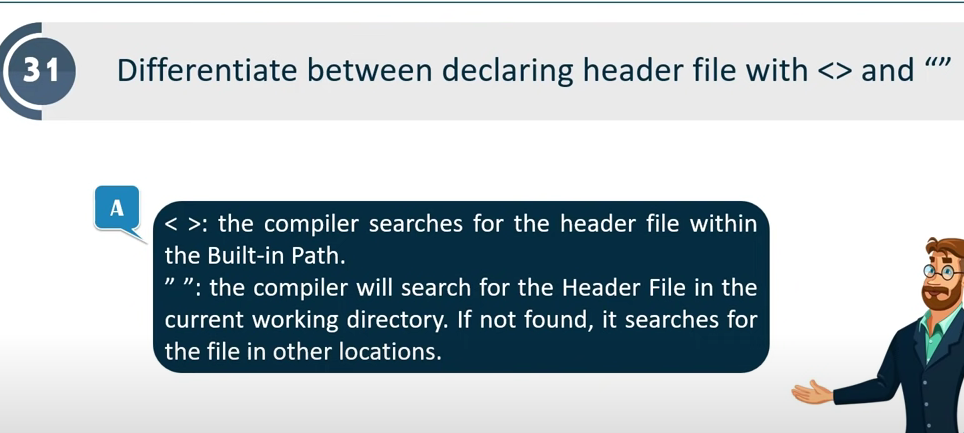 31
Differentiate between declaring header file with <> and “”
A
< >: the compiler searches for the header file within
the Built-in Path.
” ”: the compiler will search for the Header File in the
current working directory. If not found, it searches for
the file in other locations.